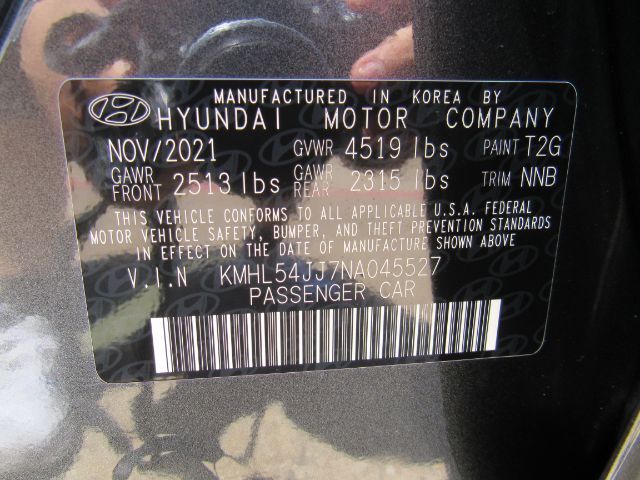 MANUFACTURED IN KOREA BY
HYUNDAI MOTOR COMPANY
NOV/2021 GVWR 4519 lbs PAINT T2G
GAWR FRONT 2513 lbs GAWR REAR 2315 lbs TRIM NNB
THIS VEHICLE CONFORMS TO ALL APPLICABLE U.S.A. FEDERAL
MOTOR VEHICLE SAFETY, BUMPER, AND THEFT PREVENTION STANDARDS
IN EFFECT ON THE DATE OF MANUFACTURE SHOWN ABOVE
V.I.N KMHL54JJ7NA045527
PASSENGER CAR